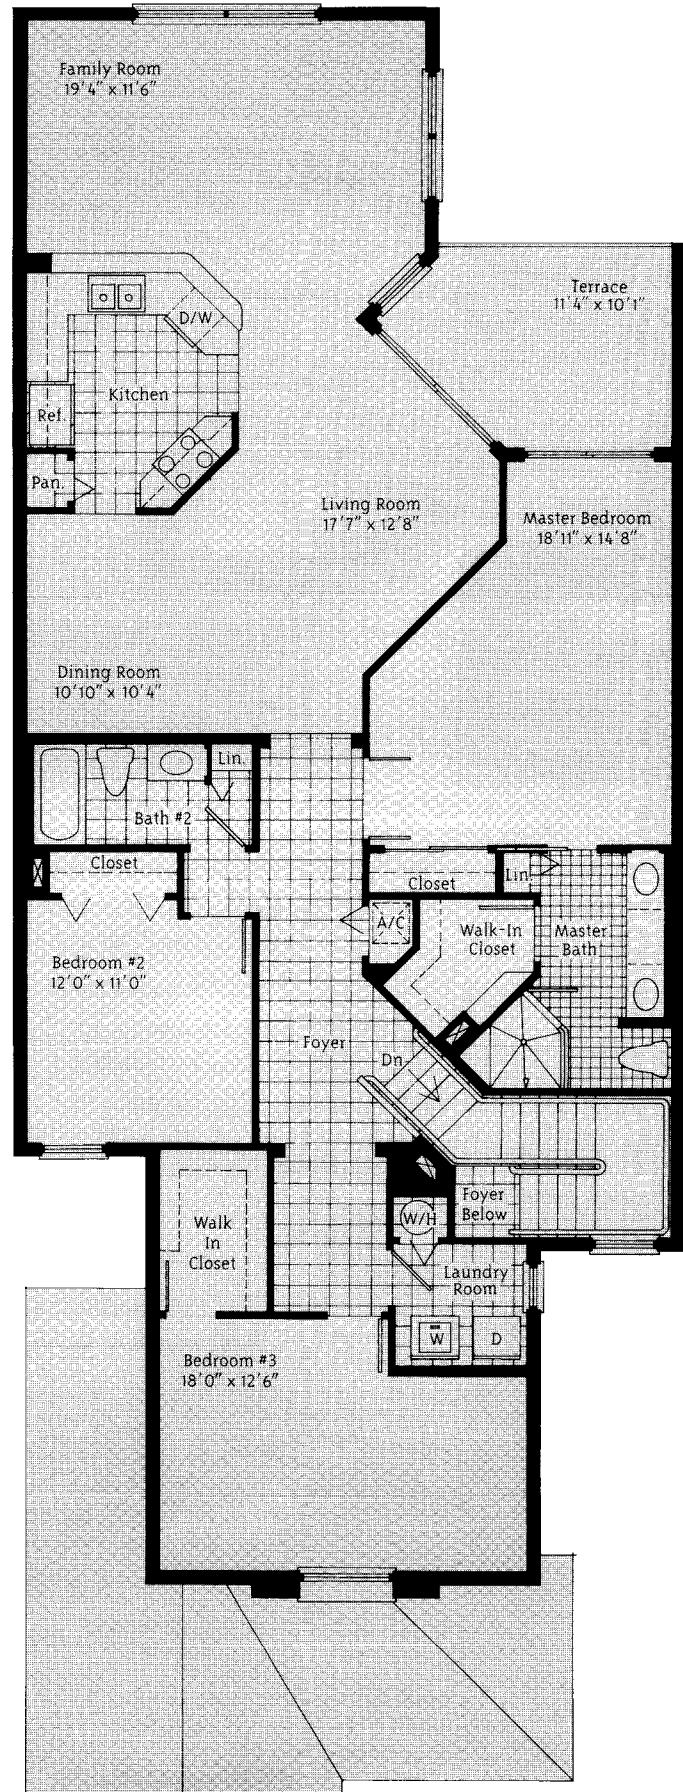 Family Room
19'4" x 11'6"
Terrace
11'4" x 10'1"
D/W
Kitchen
Ref.
Pan.
Living Room
17'7" x 12'8"
Master Bedroom
18'11" x 14'8"
Dining Room
10'10" x 10'4"
Lin.
Bath #2
Closet
Closet
Lin.
A/C
Walk-In
Closet
Master
Bath
Bedroom #2
12'0" x 11'0"
Foyer
Dn.
Walk
In
Closet
W/H
Foyer
Below
Laundry
Room
W
D
Bedroom #3
18'0" x 12'6"